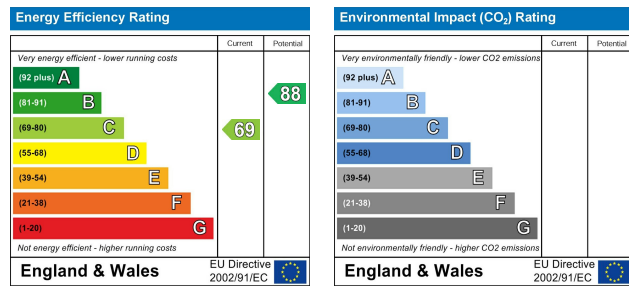 Energy Efficiency Rating
Current Potential
Very energy efficient - lower running costs
(92 plus) A
(81-91) B
(69-80) C
(55-68) D
(39-54) E
(21-38) F
(1-20) G
69
88
Not energy efficient - higher running costs
England & Wales
EU Directive
2002/91/EC
Environmental Impact (CO₂) Rating
Current Potential
Very environmentally friendly - lower CO2 emissions
(92 plus) A
(81-91) B
(69-80) C
(55-68) D
(39-54) E
(21-38) F
(1-20) G
Not environmentally friendly - higher CO2 emissions
England & Wales
EU Directive
2002/91/EC